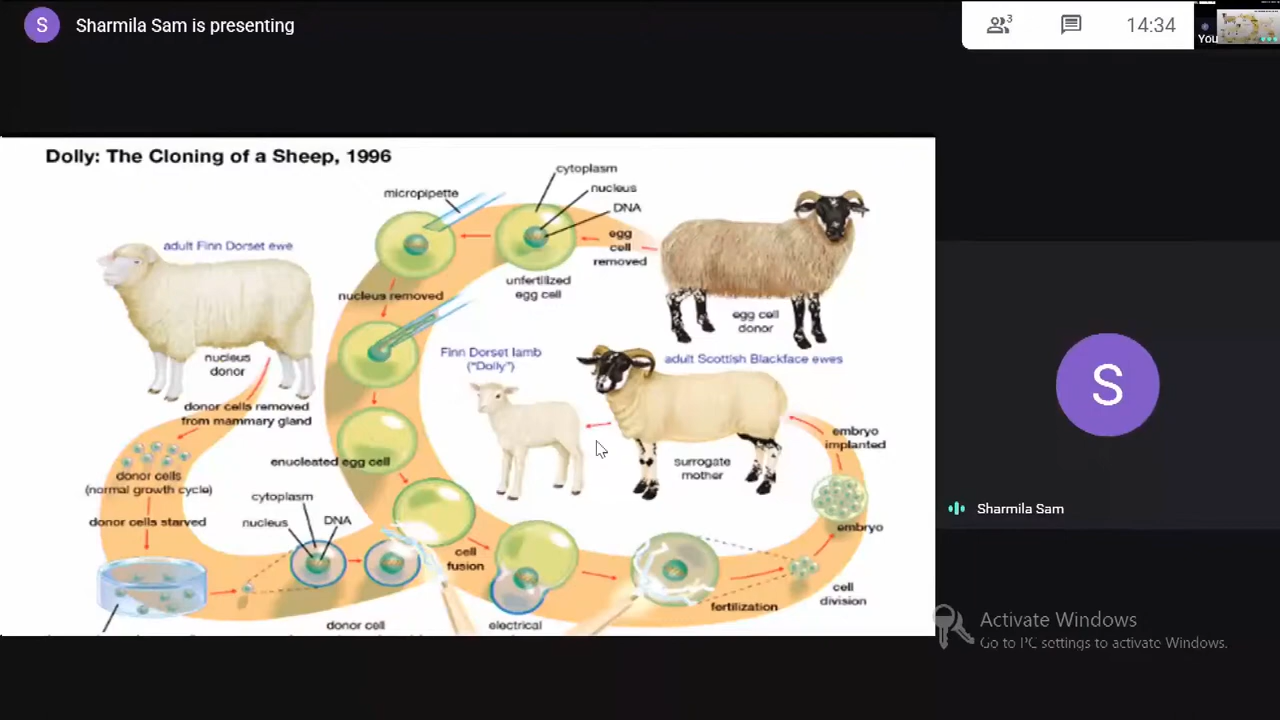 Sharmila Sam is presenting
3
14:34
You
Dolly: The Cloning of a Sheep, 1996
cytoplasm
nucleus
DNA
micropipette
egg
cell
removed
adult Finn Dorset ewe
unfertilized
egg cell
nucleus removed
egg cell
donor
nucleus
donor
Finn Dorset lamb
("Dolly")
adult Scottish Blackface ewes
donor cells removed
from mammary gland
embryo
implanted
enucleated egg cell
surrogate
mother
donor cells
(normal growth cycle)
cytoplasm
nucleus
DNA
donor cells starved
embryo
cell
fusion
cell
division
fertilization
donor cell
electrical
S
S
Sharmila Sam
Activate Windows
Go to PC settings to activate Windows.